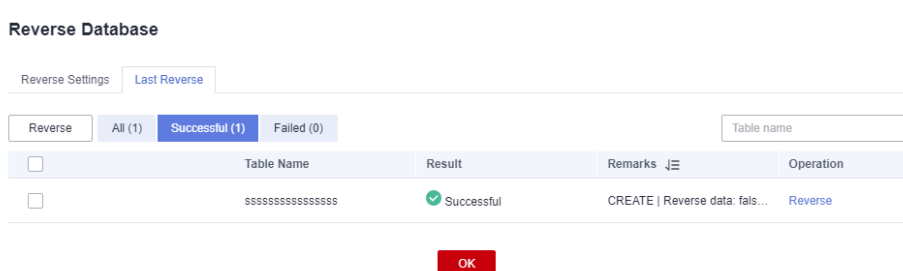 Reverse Database
Reverse Settings Last Reverse
Reverse All (1) Successful (1) Failed (0) Table name
Table Name Result Remarks Operation
ssssssssssssssss Successful CREATE | Reverse data: fals... Reverse
OK